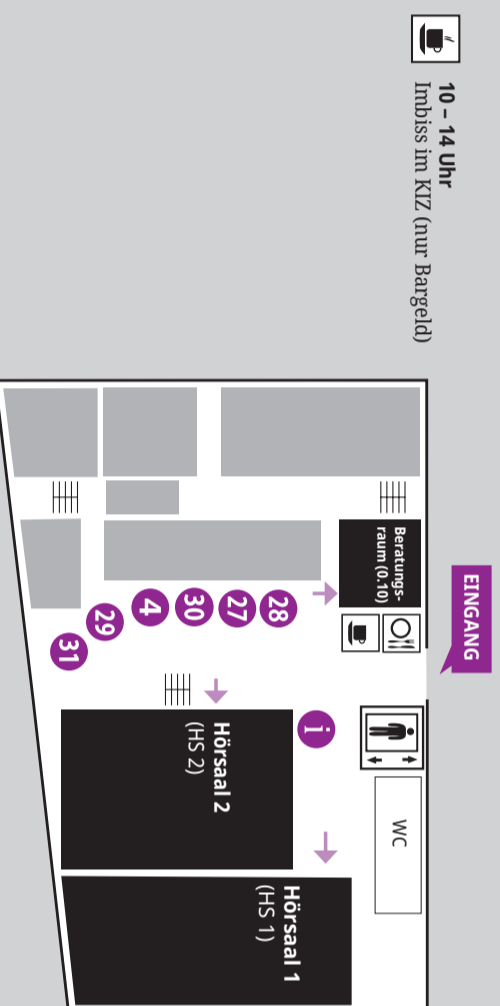 10 – 14 Uhr
Imbiss im KIZ (nur Bargeld)
EINGANG
Beratungs-
raum (0.10)
28
27
30
4
29
31
i
WC
Hörsaal 2
(HS 2)
Hörsaal 1
(HS 1)